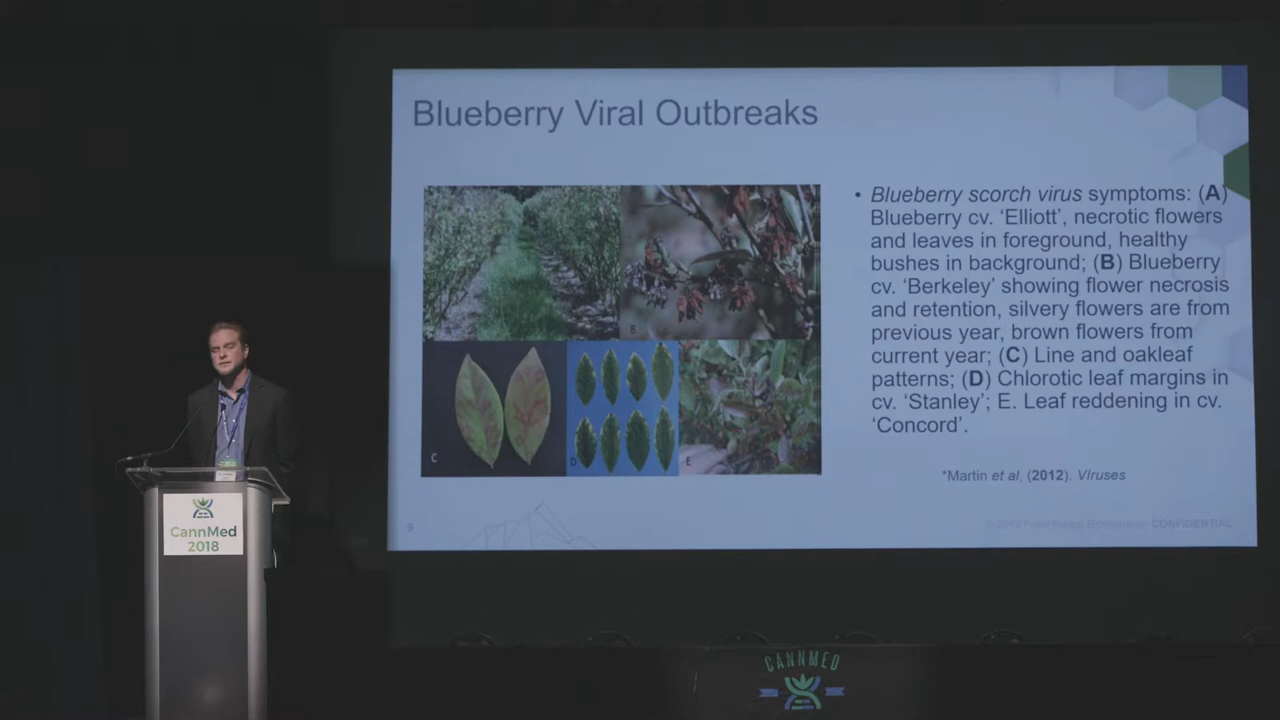 Blueberry Viral Outbreaks
• Blueberry scorch virus symptoms: (A)
Blueberry cv. ‘Elliott’, necrotic flowers
and leaves in foreground, healthy
bushes in background; (B) Blueberry
cv. ‘Berkeley’ showing flower necrosis
and retention, silvery flowers are from
previous year, brown flowers from
current year; (C) Line and oakleaf
patterns; (D) Chlorotic leaf margins in
cv. ‘Stanley’; E. Leaf reddening in cv.
‘Concord’.
B
C
D
E
*Martin et al, (2012). Viruses
9
CONFIDENTIAL
CannMed
2018
CANNMED